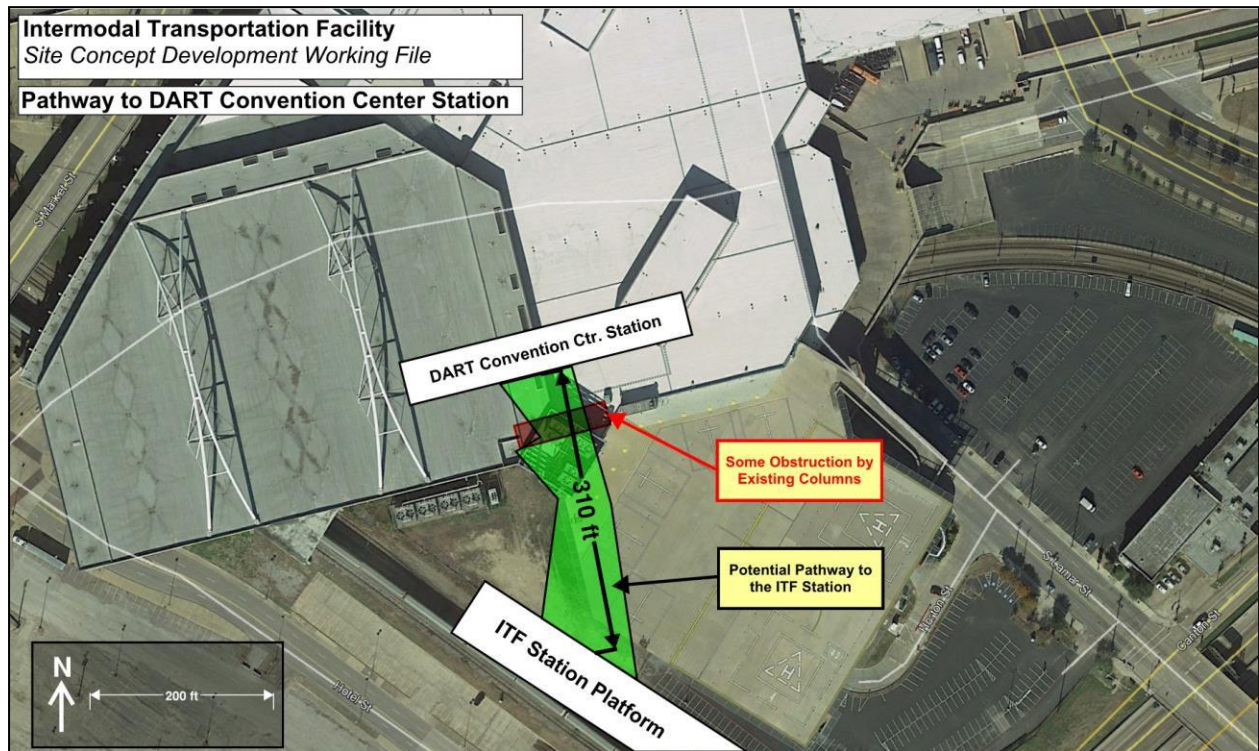 Intermodal Transportation Facility
Site Concept Development Working File
Pathway to DART Convention Center Station
S Market St
DART Convention Ctr. Station
Some Obstruction by
Existing Columns
310 ft
Potential Pathway to
the ITF Station
H
H
S Lamar St
Canton St
ITF Station Platform
Hotel St
N
200 ft